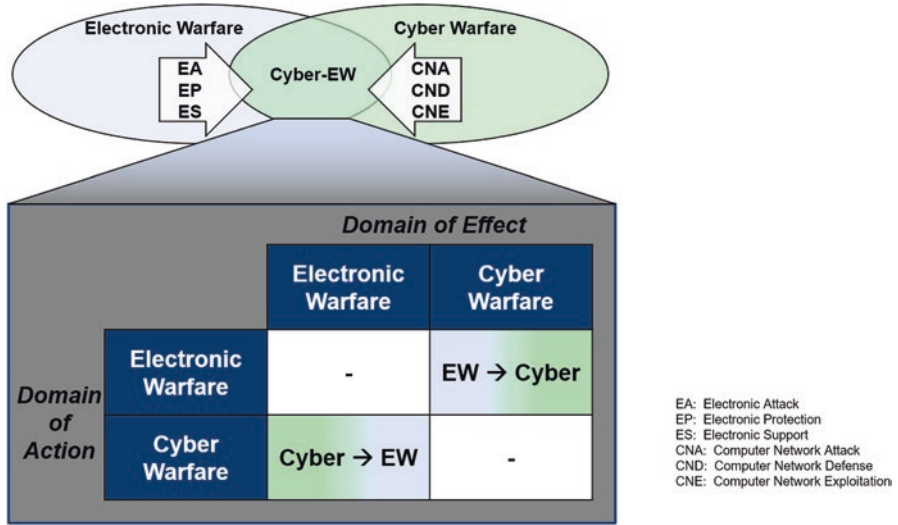 Electronic Warfare
Cyber Warfare
EA
EP
ES
Cyber-EW
CNA
CND
CNE
Domain of Effect
Electronic
Warfare
Cyber
Warfare
Domain
of
Action
Electronic
Warfare
-
EW → Cyber
Cyber
Warfare
Cyber → EW
-
EA: Electronic Attack
EP: Electronic Protection
ES: Electronic Support
CNA: Computer Network Attack
CND: Computer Network Defense
CNE: Computer Network Exploitation